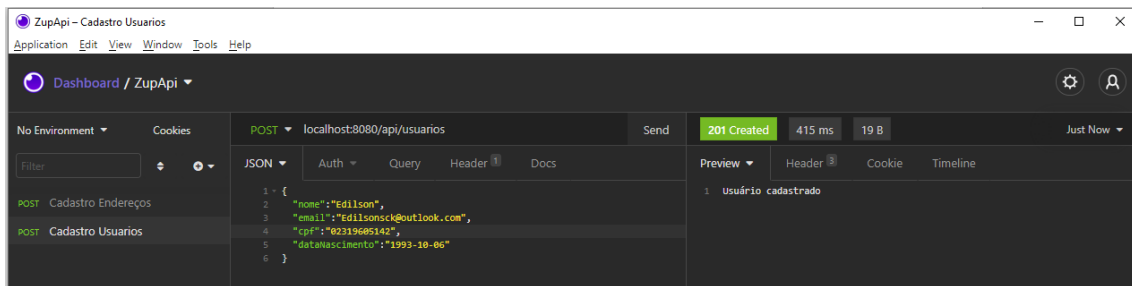 ZupApi – Cadastro Usuarios
Application Edit View Window Tools Help
Dashboard / ZupApi
No Environment Cookies
Filter
POST Cadastro Endereços
POST Cadastro Usuarios
POST localhost:8080/api/usuarios Send
JSON Auth Query Header 1 Docs
1 {
2 "nome":"Edilson",
3 "email":"Edilsonsck@outlook.com",
4 "cpf":"02319605142",
5 "dataNascimento":"1993-10-06"
6 }
201 Created 415 ms 19 B Just Now
Preview Header 3 Cookie Timeline
1 Usuário cadastrado